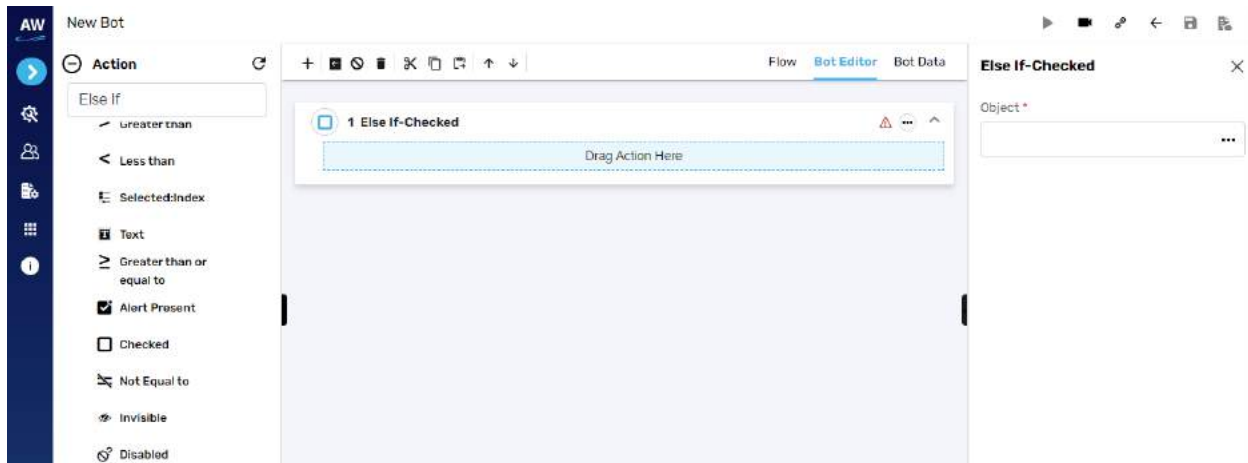 AW
New Bot
Action
Else If
Greater than
Less than
Selected:Index
Text
Greater than or
equal to
Alert Present
Checked
Not Equal to
Invisible
Disabled
Flow Bot Editor Bot Data
1 Else If-Checked
Drag Action Here
Else If-Checked
Object *